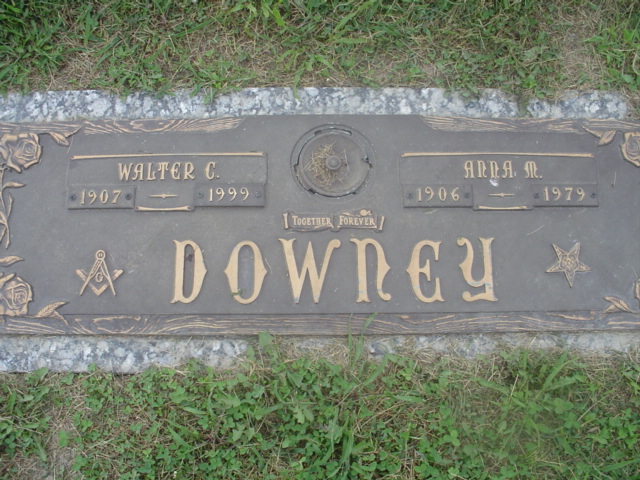 WALTER C.
1907 1999
ANNA M.
1906 1979
TOGETHER FOREVER
DOWNEY
G